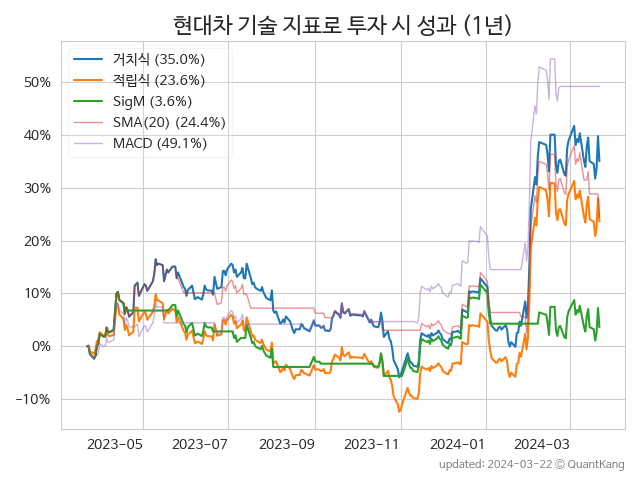 현대차 기술 지표로 투자 시 성과 (1년)
거치식 (35.0%)
적립식 (23.6%)
SigM (3.6%)
SMA(20) (24.4%)
MACD (49.1%)
50%
40%
30%
20%
10%
0%
−10%
2023-05 2023-07 2023-09 2023-11 2024-01 2024-03
updated: 2024-03-22 © QuantKang